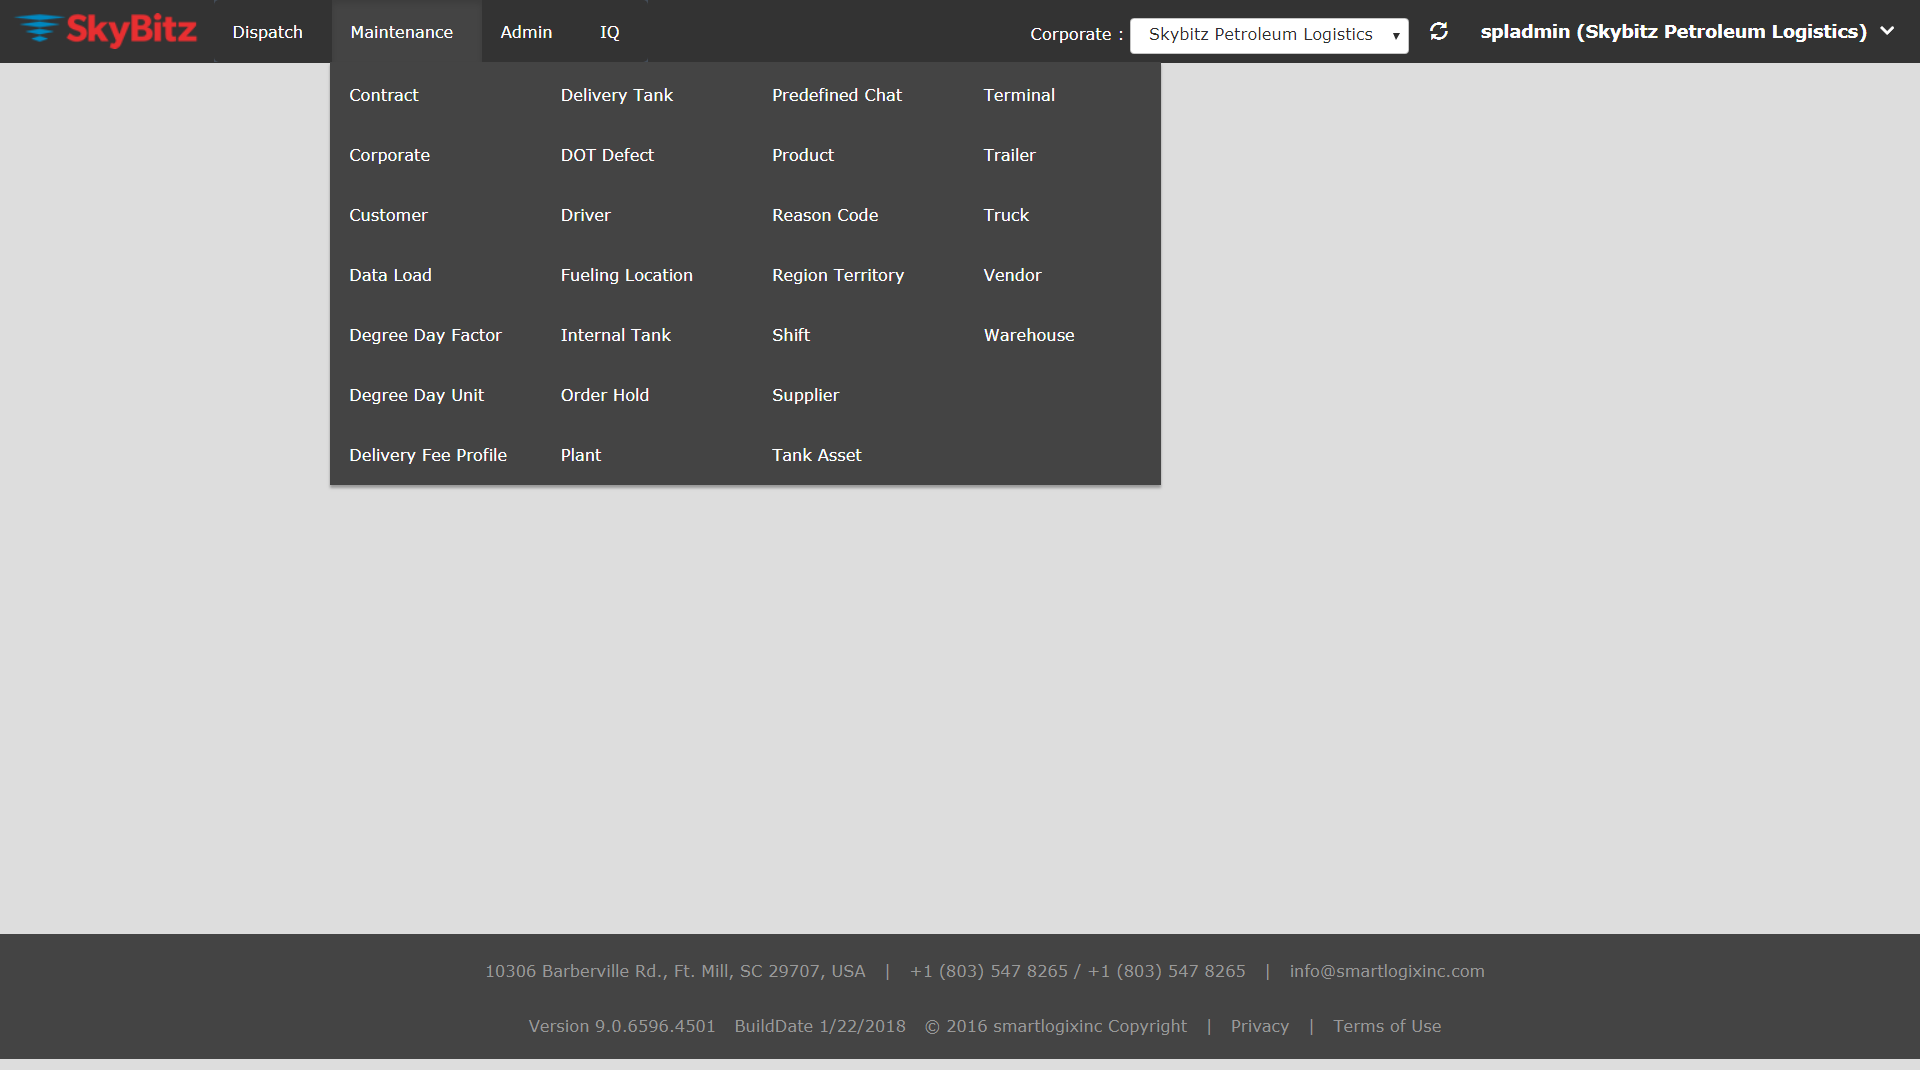 SkyBitz Dispatch Maintenance Admin IQ Corporate : Skybitz Petroleum Logistics spladmin (Skybitz Petroleum Logistics)
Contract Delivery Tank Predefined Chat Terminal
Corporate DOT Defect Product Trailer
Customer Driver Reason Code Truck
Data Load Fueling Location Region Territory Vendor
Degree Day Factor Internal Tank Shift Warehouse
Degree Day Unit Order Hold Supplier
Delivery Fee Profile Plant Tank Asset
10306 Barberville Rd., Ft. Mill, SC 29707, USA | +1 (803) 547 8265 / +1 (803) 547 8265 | info@smartlogixinc.com
Version 9.0.6596.4501 BuildDate 1/22/2018 © 2016 smartlogixinc Copyright | Privacy | Terms of Use